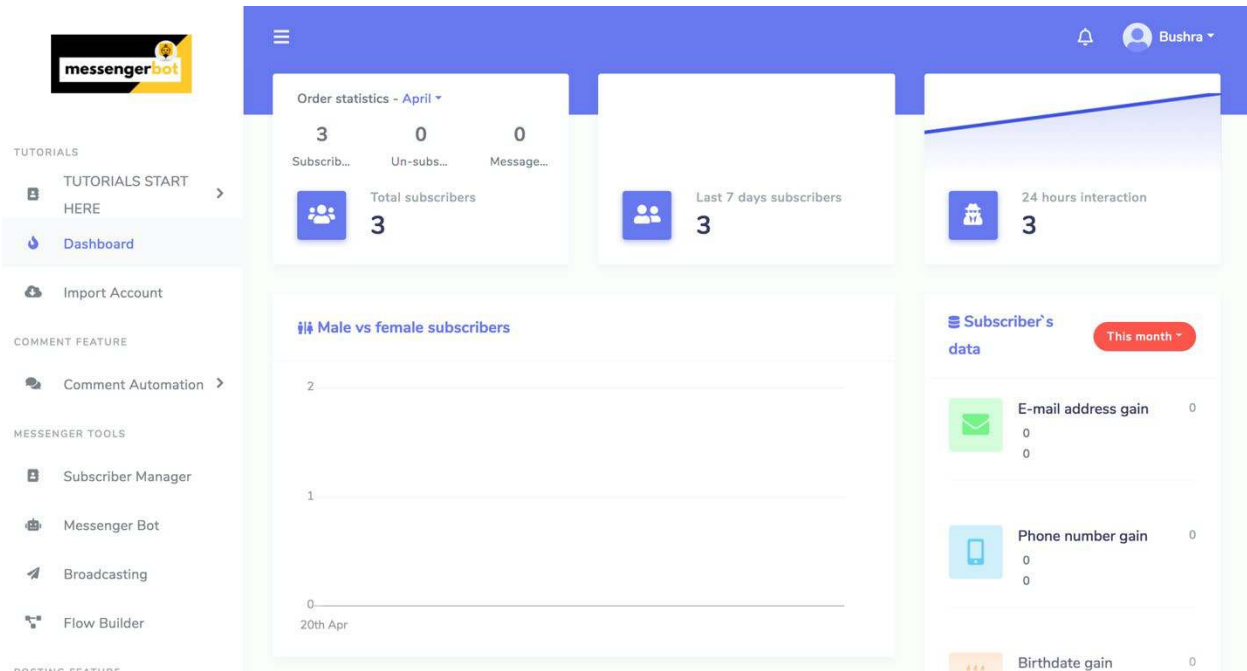 messengerbot
Bushra
TUTORIALS
TUTORIALS START
HERE
Dashboard
Import Account
COMMENT FEATURE
Comment Automation
MESSENGER TOOLS
Subscriber Manager
Messenger Bot
Broadcasting
Flow Builder
POSTING FEATURE
Order statistics - April
3 0 0
Subscrib... Un-subs... Message...
Total subscribers
3
Last 7 days subscribers
3
24 hours interaction
3
Male vs female subscribers
2
1
0
20th Apr
Subscriber`s
data
This month
E-mail address gain 0
0
0
Phone number gain 0
0
0
Birthdate gain 0